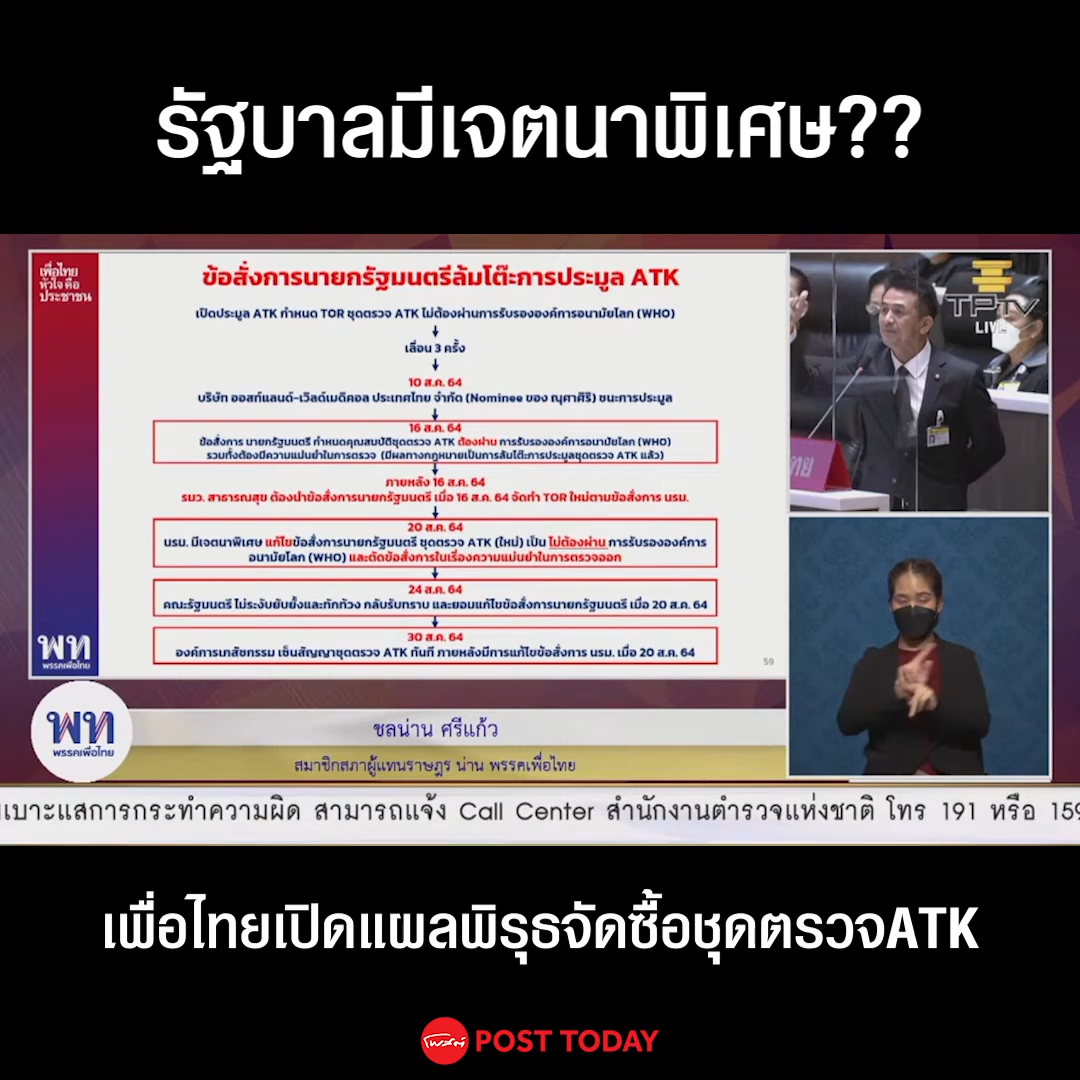 รัฐบาลมีเจตนาพิเศษ??
เพื่อไทย
หัวใจ คือ
ประชาชน
ข้อสั่งการนายกรัฐมนตรีล้มโต๊ะการประมูล ATK
เปิดประมูล ATK กำหนด TOR ชุดตรวจ ATK ไม่ต้องผ่านการรับรององค์การอนามัยโลก (WHO)
เลื่อน 3 ครั้ง
10 ส.ค. 64
บริษัท ออสท์แลนด์-เวิลด์เมดิคอล ประเทศไทย จำกัด (Nominee ของ ณุศาศิริ) ชนะการประมูล
16 ส.ค. 64
ข้อสั่งการ นายกรัฐมนตรี กำหนดคุณสมบัติชุดตรวจ ATK ต้องผ่าน การรับรององค์การอนามัยโลก (WHO)
รวมทั้งต้องมีความแม่นยำในการตรวจ (มีผลทางกฎหมายเป็นการล้มโต๊ะการประมูลชุดตรวจ ATK แล้ว)
ภายหลัง 16 ส.ค. 64
รมว. สาธารณสุข ต้องนำข้อสั่งการนายกรัฐมนตรี เมื่อ 16 ส.ค. 64 จัดทำ TOR ใหม่ตามข้อสั่งการ นรม.
20 ส.ค. 64
นรม. มีเจตนาพิเศษ แก้ไขข้อสั่งการนายกรัฐมนตรี ชุดตรวจ ATK (ใหม่) เป็น ไม่ต้องผ่าน การรับรององค์การ
อนามัยโลก (WHO) และตัดข้อสั่งการในเรื่องความแม่นยำในการตรวจออก
24 ส.ค. 64
คณะรัฐมนตรี ไม่ระงับยับยั้งและทักท้วง กลับรับทราบ และยอมแก้ไขข้อสั่งการนายกรัฐมนตรี เมื่อ 20 ส.ค. 64
30 ส.ค. 64
องค์การเภสัชกรรม เซ็นสัญญาชุดตรวจ ATK ทันที ภายหลังมีการแก้ไขข้อสั่งการ นรม. เมื่อ 20 ส.ค. 64
59
พท
พรรคเพื่อไทย
TPTV
LIVE
ไทย
พท
พรรคเพื่อไทย
ชลน่าน ศรีแก้ว
สมาชิกสภาผู้แทนราษฎร น่าน พรรคเพื่อไทย
เบาะแสการกระทำความผิด สามารถแจ้ง Call Center สำนักงานตำรวจแห่งชาติ โทร 191 หรือ 159
เพื่อไทยเปิดแผลพิรุธจัดซื้อชุดตรวจATK
โพสต์ POST TODAY